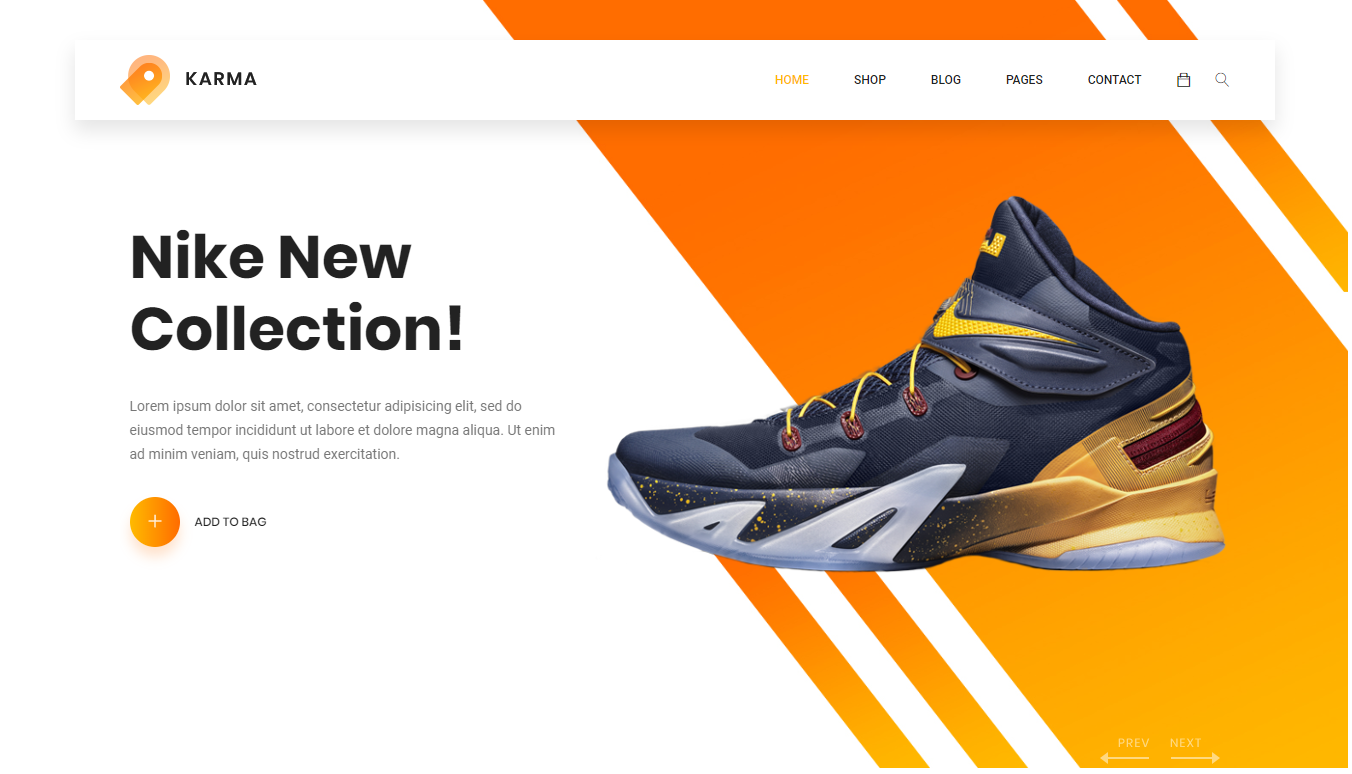 KARMA
HOME SHOP BLOG PAGES CONTACT
Nike New
Collection!
Lorem ipsum dolor sit amet, consectetur adipisicing elit, sed do
eiusmod tempor incididunt ut labore et dolore magna aliqua. Ut enim
ad minim veniam, quis nostrud exercitation.
ADD TO BAG
PREV NEXT